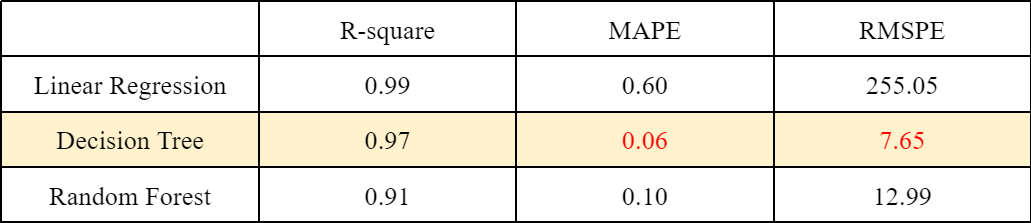 R-square MAPE RMSPE
Linear Regression 0.99 0.60 255.05
Decision Tree 0.97 0.06 7.65
Random Forest 0.91 0.10 12.99